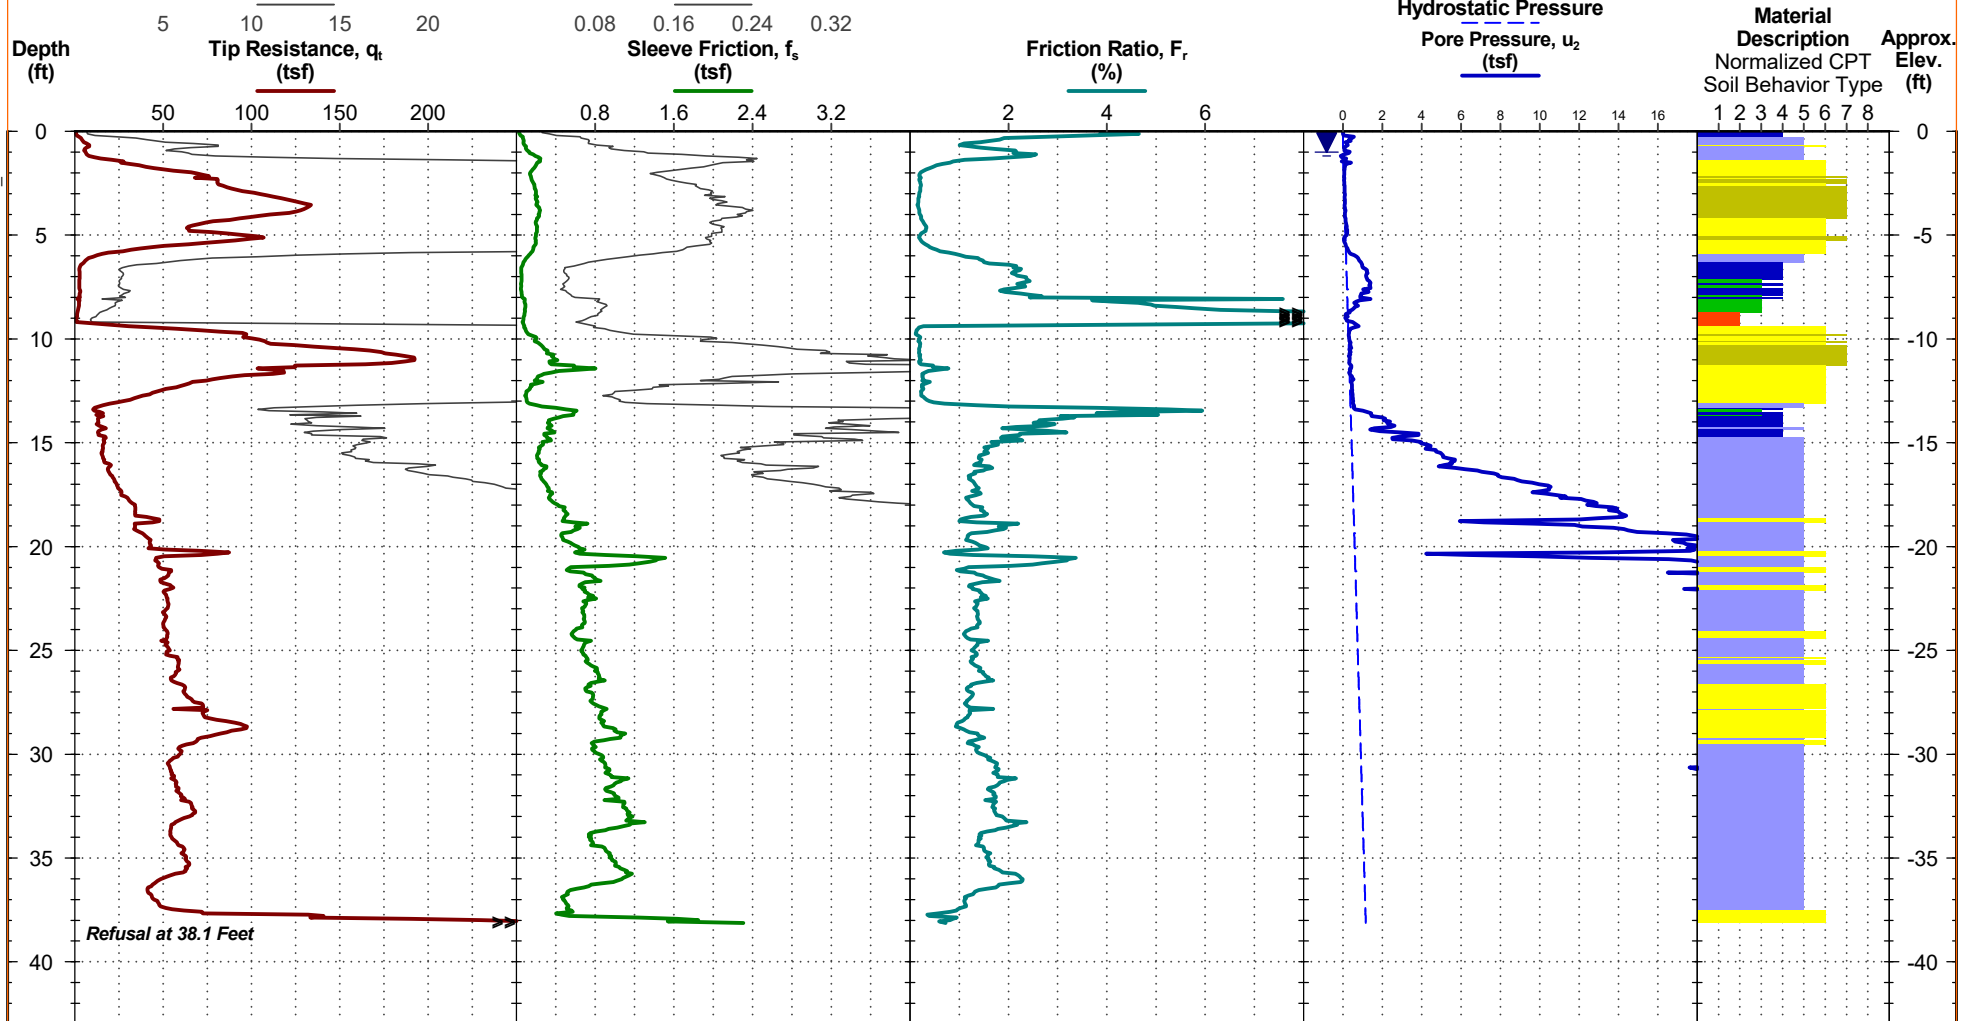 5 10 15 20
0.08 0.16 0.24 0.32
Hydrostatic Pressure
Depth
(ft)
Tip Resistance, qt
(tsf)
Sleeve Friction, fs
(tsf)
Friction Ratio, Fr
(%)
Pore Pressure, u2
(tsf)
Material
Description
Normalized CPT
Soil Behavior Type
Approx.
Elev.
(ft)
50 100 150 200
0.8 1.6 2.4 3.2
2 4 6
0 2 4 6 8 10 12 14 16
1 2 3 4 5 6 7 8
0 0
5 -5
10 -10
15 -15
20 -20
25 -25
30 -30
35 -35
Refusal at 38.1 Feet
40 -40